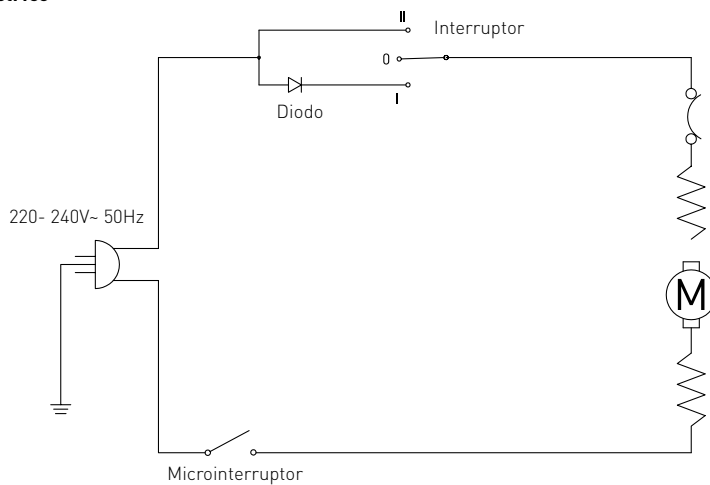 II
Interruptor
0
I
Diodo
220- 240V~ 50Hz
M
Microinterruptor